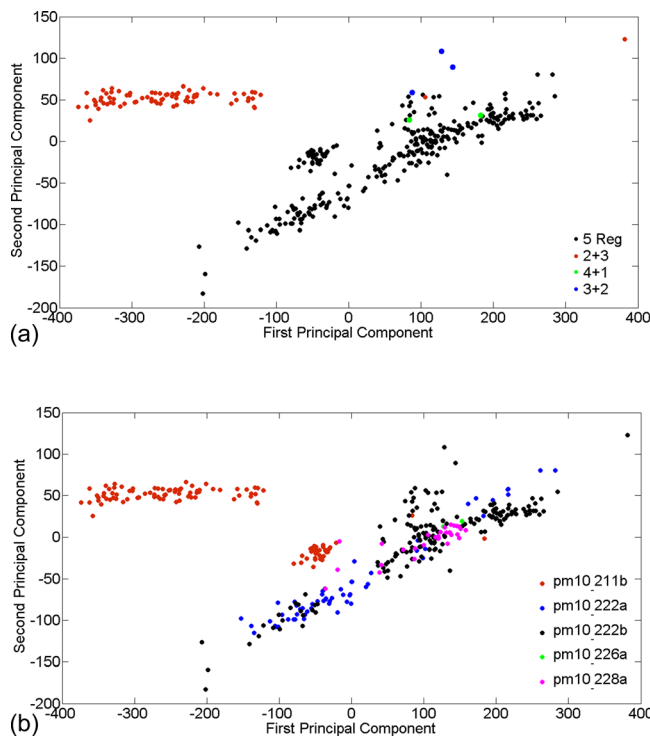 150
100
50
0
-50
-100
-150
-200
Second Principal Component
5 Reg
2+3
4+1
3+2
-400 -300 -200 -100 0 100 200 300 400
First Principal Component
(a)
150
100
50
0
-50
-100
-150
-200
Second Principal Component
pm10_211b
pm10_222a
pm10_222b
pm10_226a
pm10_228a
-400 -300 -200 -100 0 100 200 300 400
First Principal Component
(b)